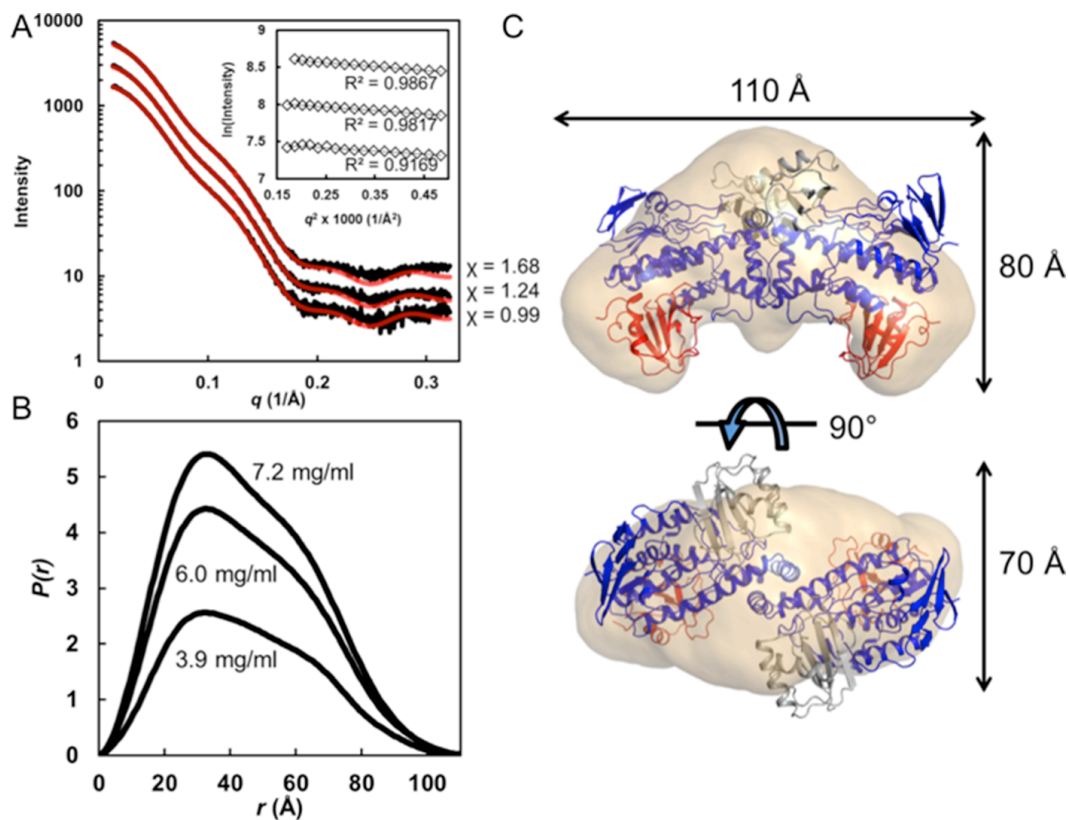 A
10000
1000
100
10
1
Intensity
0
0.1
0.2
0.3
q (1/Å)
9
8.5
8
7.5
7
ln(Intensity)
R² = 0.9867
R² = 0.9817
R² = 0.9169
0.15
0.25
0.35
0.45
q² x 1000 (1/Å²)
χ = 1.68
χ = 1.24
χ = 0.99
B
6
5
4
3
2
1
0
P(r)
7.2 mg/ml
6.0 mg/ml
3.9 mg/ml
0
20
40
60
80
100
r (Å)
C
110 Å
80 Å
90°
70 Å